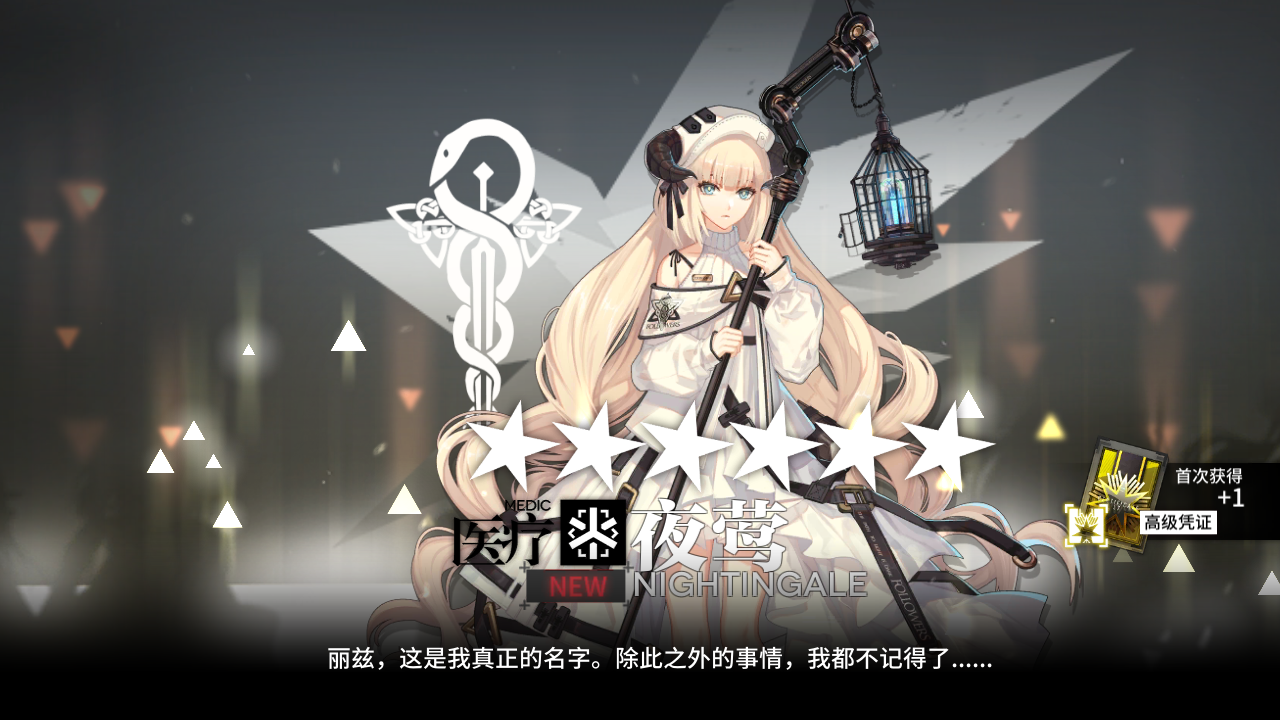 FOLLOWERS
首次获得
+1
高级凭证
MEDIC
医疗
夜莺
NEW
NIGHTINGALE
FOLLOWERS
丽兹，这是我真正的名字。除此之外的事情，我都不记得了......